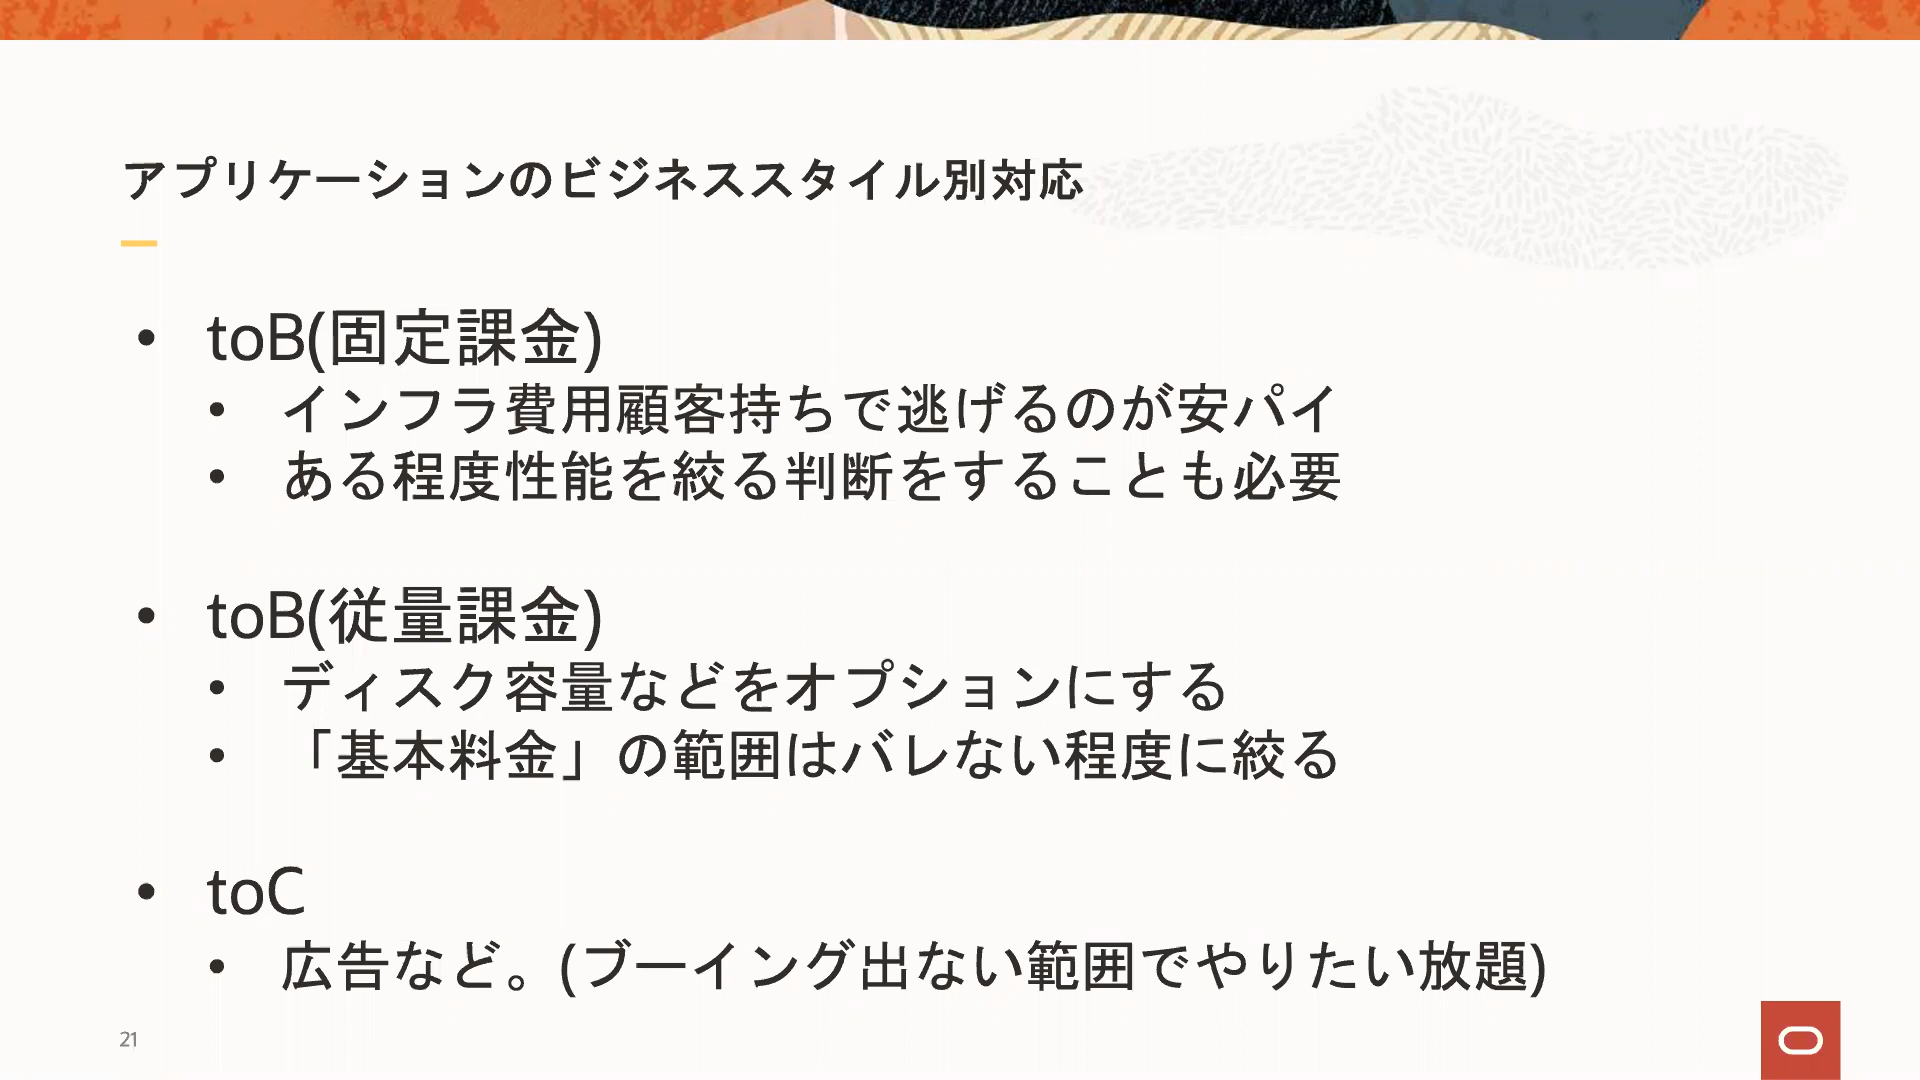 アプリケーションのビジネススタイル別対応
• toB(固定課金)
• インフラ費用顧客持ちで逃げるのが安パイ
• ある程度性能を絞る判断をすることも必要
• toB(従量課金)
• ディスク容量などをオプションにする
• 「基本料金」の範囲はバレない程度に絞る
• toC
• 広告など。(ブーイング出ない範囲でやりたい放題)
21